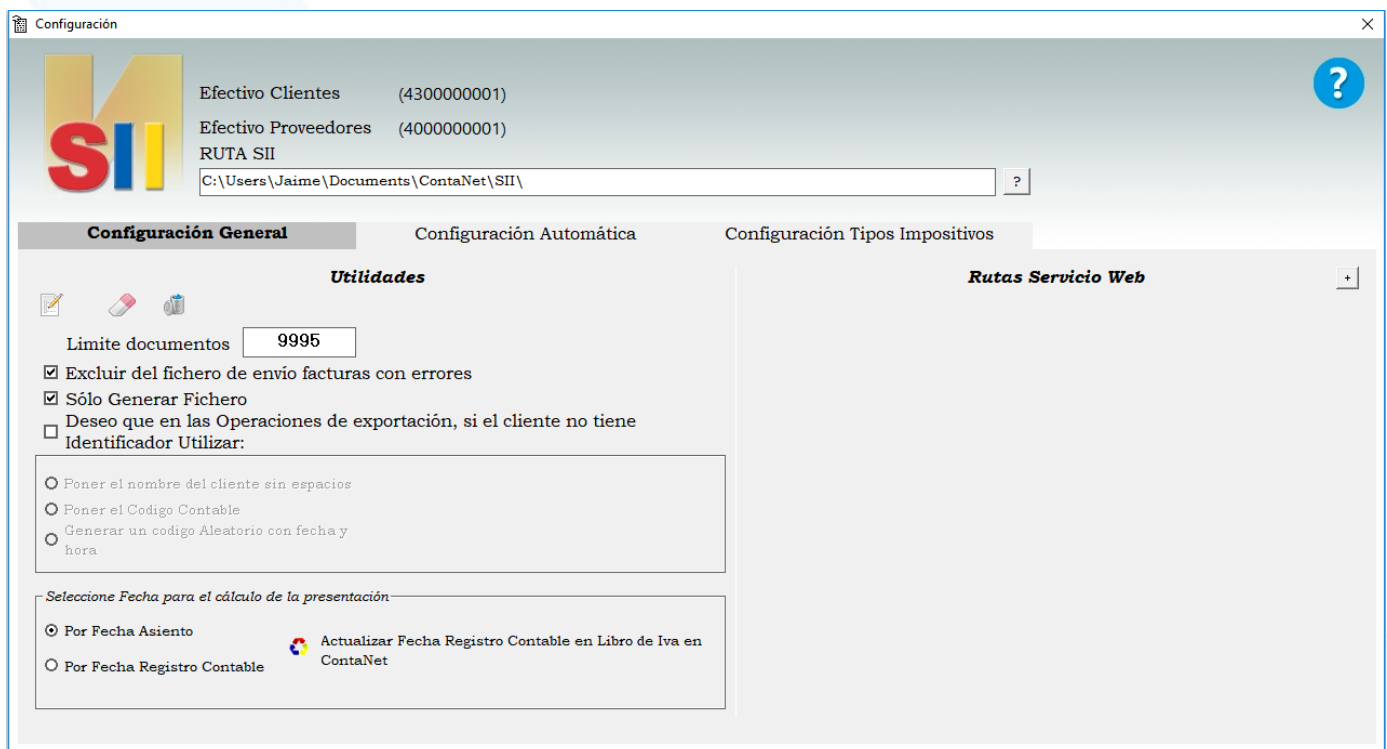 Configuración
SII
Efectivo Clientes (4300000001)
Efectivo Proveedores (4000000001)
RUTA SII
C:\Users\Jaime\Documents\ContaNet\SII\ ?
?
Configuración General Configuración Automática Configuración Tipos Impositivos
Utilidades
Limite documentos 9995
Excluir del fichero de envío facturas con errores
Sólo Generar Fichero
Deseo que en las Operaciones de exportación, si el cliente no tiene
Identificador Utilizar:
Poner el nombre del cliente sin espacios
Poner el Codigo Contable
Generar un codigo Aleatorio con fecha y
hora
Seleccione Fecha para el cálculo de la presentación
Por Fecha Asiento
Por Fecha Registro Contable
Actualizar Fecha Registro Contable en Libro de Iva en
ContaNet
Rutas Servicio Web +